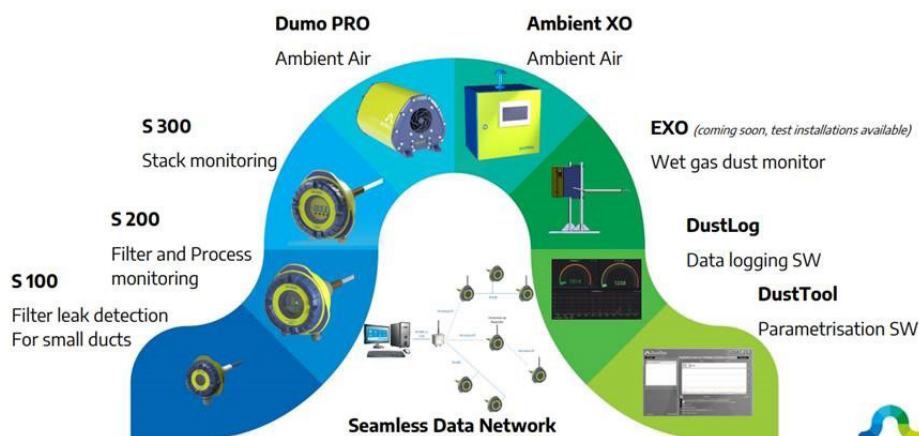 Dumo PRO
Ambient Air
Ambient XO
Ambient Air
S 300
Stack monitoring
EXO (coming soon, test installations available)
Wet gas dust monitor
S 200
Filter and Process
monitoring
DustLog
Data logging SW
S 100
Filter leak detection
For small ducts
DustTool
Parametrisation SW
Seamless Data Network